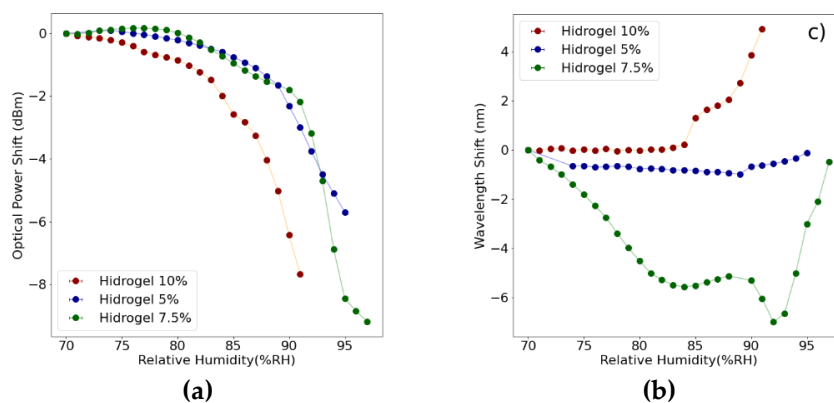 0
−2
−4
−6
−8
Optical Power Shift (dBm)
Hidrogel 10%
Hidrogel 5%
Hidrogel 7.5%
70 75 80 85 90 95
Relative Humidity(%RH)
(a)
c)
4
2
0
−2
−4
−6
Wavelength Shift (nm)
Hidrogel 10%
Hidrogel 5%
Hidrogel 7.5%
70 75 80 85 90 95
Relative Humidity(%RH)
(b)